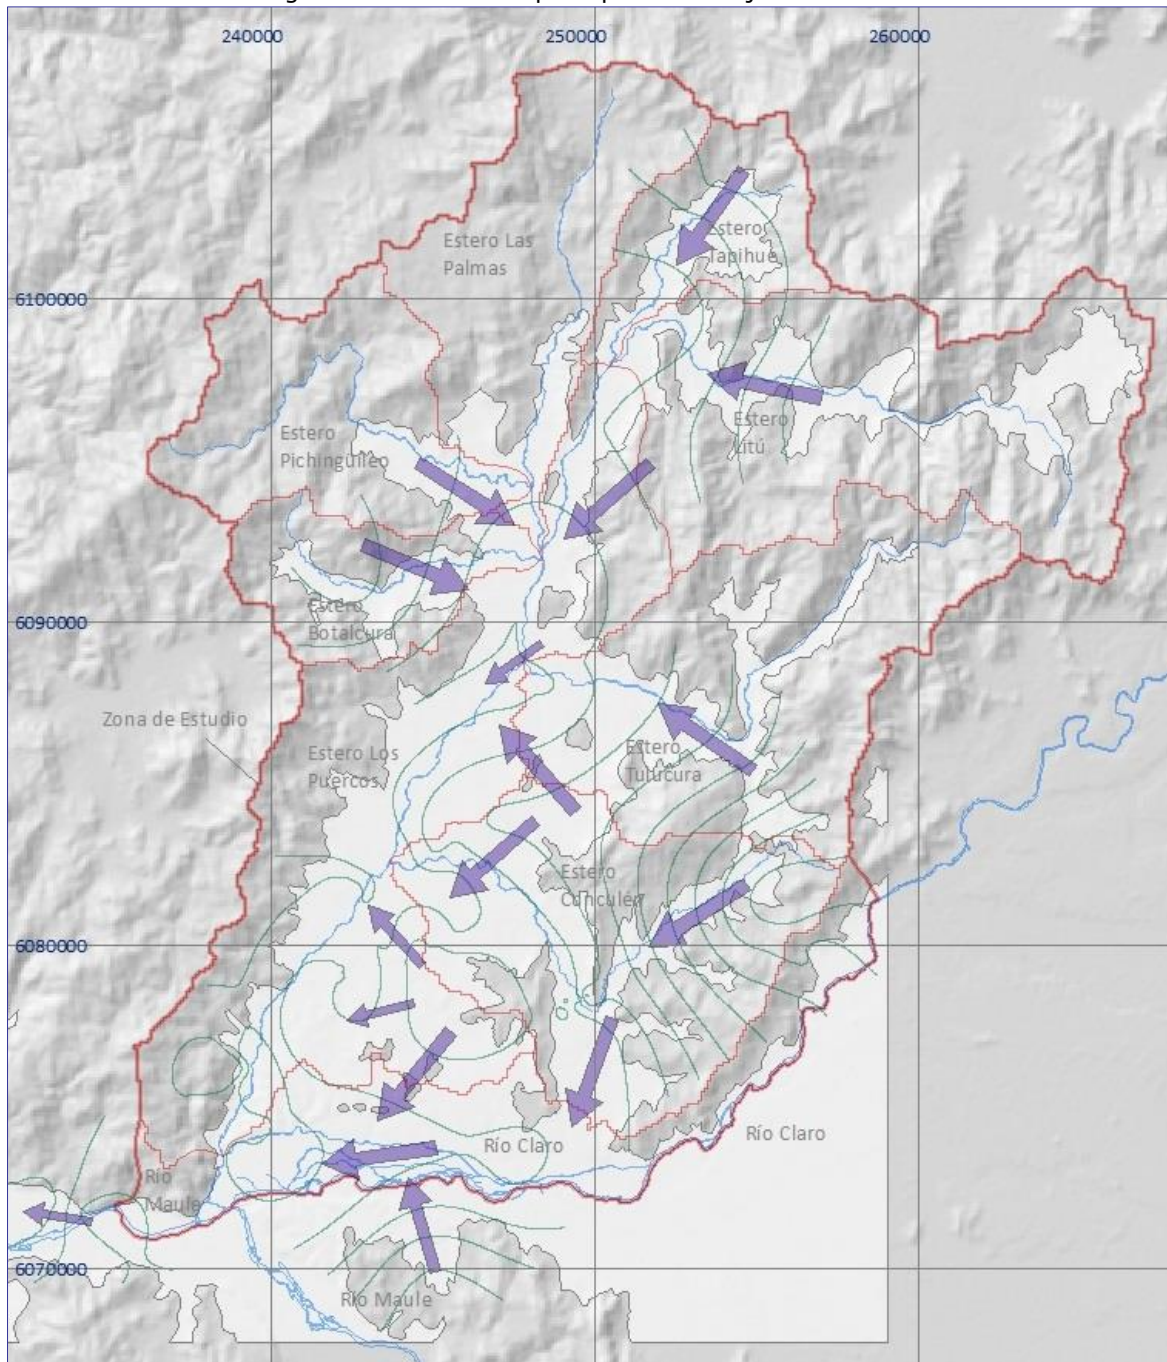 240000
250000
260000
Estero Las
Palmas
Estero
Tapihue
6100000
Estero
Litú
Estero
Pichingüileo
Estero
Botalcura
6090000
Zona de Estudio
Estero Los
Puercos
Estero
Tutucura
Estero
6080000
Río Claro
Río Claro
Río
Maule
6070000
Río Maule